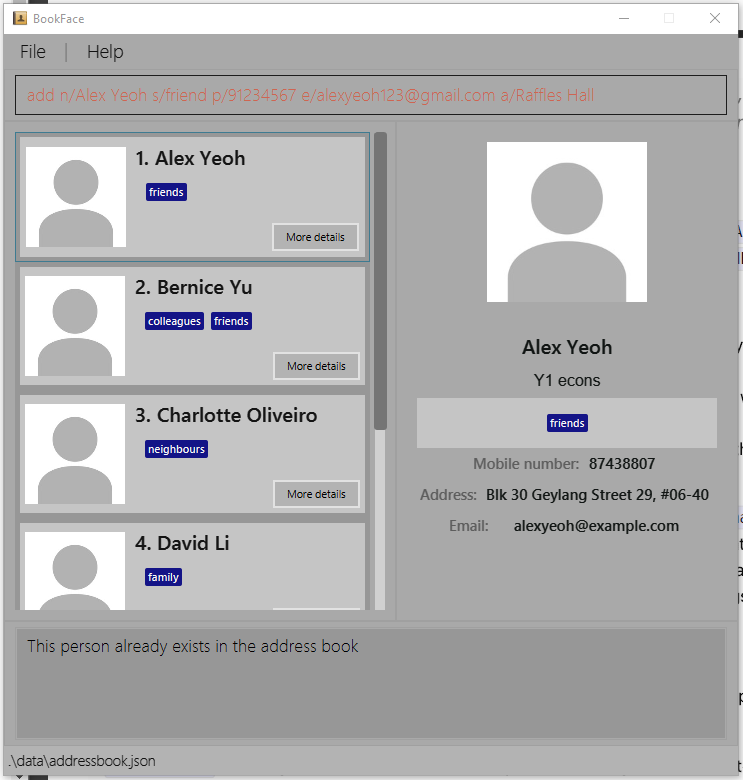 BookFace
File | Help
add n/Alex Yeoh s/friend p/91234567 e/alexyeoh123@gmail.com a/Raffles Hall
1. Alex Yeoh
friends
More details
2. Bernice Yu
colleagues friends
More details
3. Charlotte Oliveiro
neighbours
More details
4. David Li
family
Alex Yeoh
Y1 econs
friends
Mobile number: 87438807
Address: Blk 30 Geylang Street 29, #06-40
Email: alexyeoh@example.com
This person already exists in the address book
.\data\addressbook.json